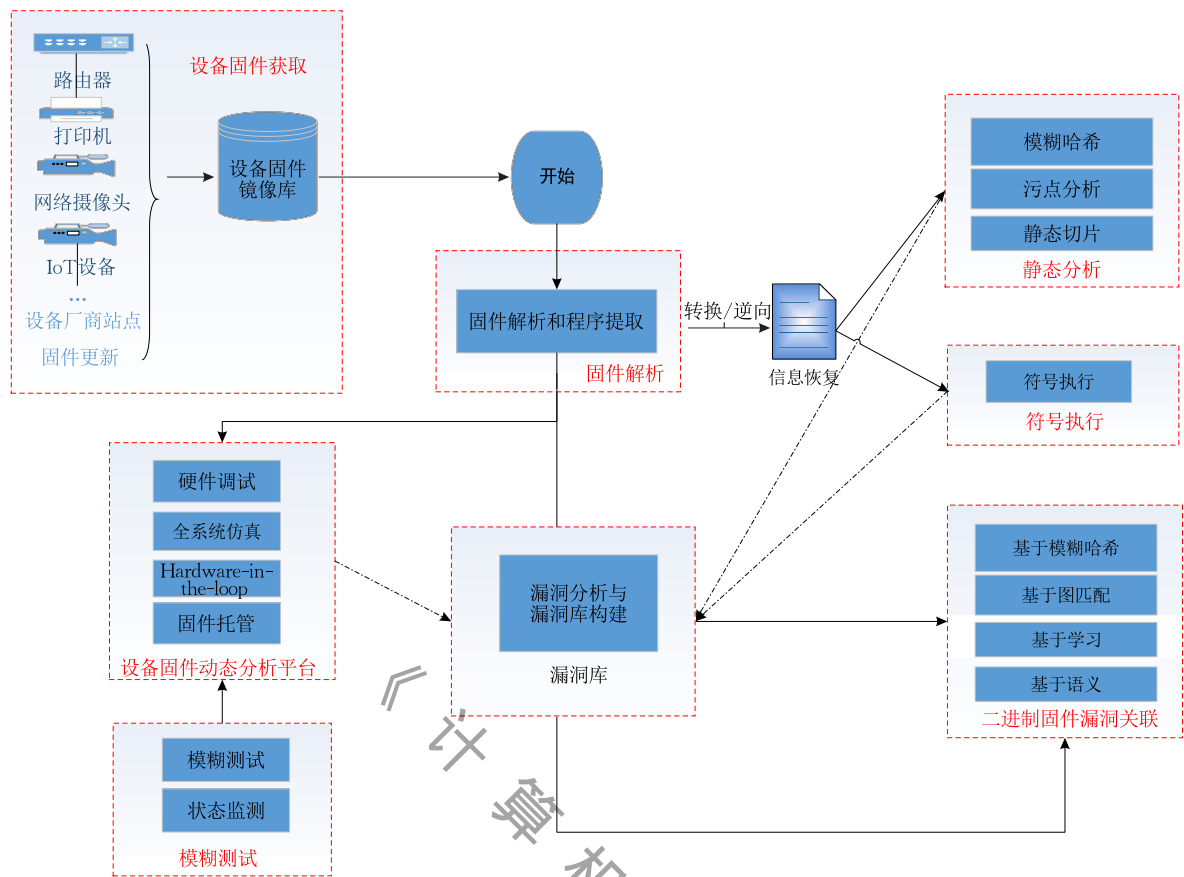 设备固件获取
路由器
打印机
网络摄像头
IoT设备
...
设备厂商站点
固件更新
设备固件
镜像库
开始
固件解析和程序提取
固件解析
转换/逆向
信息恢复
模糊哈希
污点分析
静态切片
静态分析
符号执行
符号执行
硬件调试
全系统仿真
Hardware-in-
the-loop
固件托管
设备固件动态分析平台
漏洞分析与
漏洞库构建
漏洞库
基于模糊哈希
基于图匹配
基于学习
基于语义
二进制固件漏洞关联
模糊测试
状态监测
模糊测试
《计算机